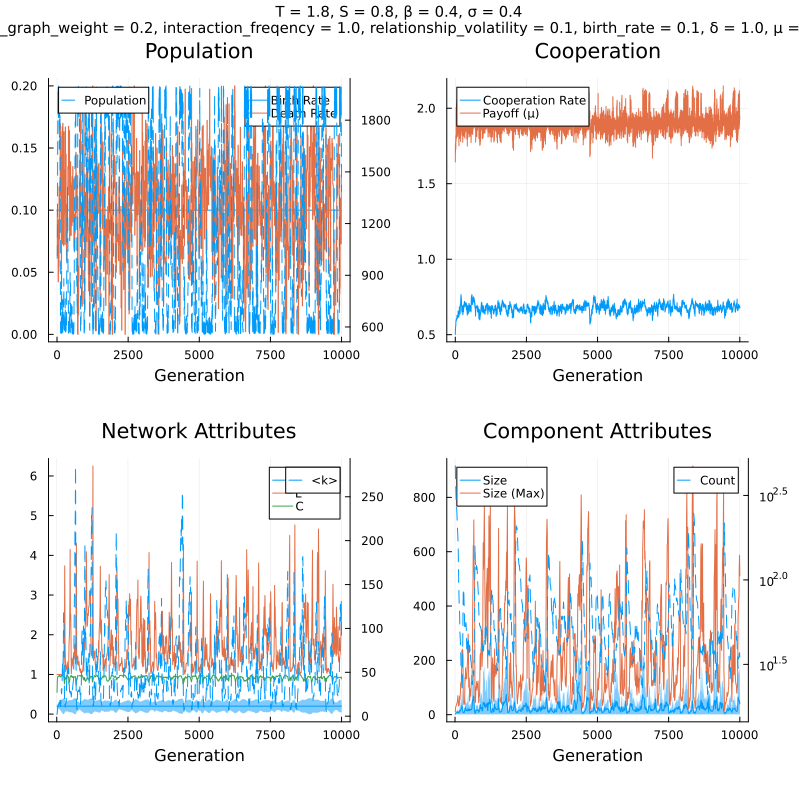 T = 1.8, S = 0.8, β = 0.4, σ = 0.4
_graph_weight = 0.2, interaction_freqency = 1.0, relationship_volatility = 0.1, birth_rate = 0.1, δ = 1.0, μ =
Population
Cooperation
0.20
0.15
0.10
0.05
0.00
Population
Birth Rate
Death Rate
1800
1500
1200
900
600
0
2500
5000
7500
10000
Generation
2.0
1.5
1.0
0.5
Cooperation Rate
Payoff (μ)
0
2500
5000
7500
10000
Generation
Network Attributes
Component Attributes
6
5
4
3
2
1
0
<k>
C
250
200
150
100
50
0
0
2500
5000
7500
10000
Generation
800
600
400
200
0
Size
Size (Max)
Count
10^2.5
10^2.0
10^1.5
0
2500
5000
7500
10000
Generation